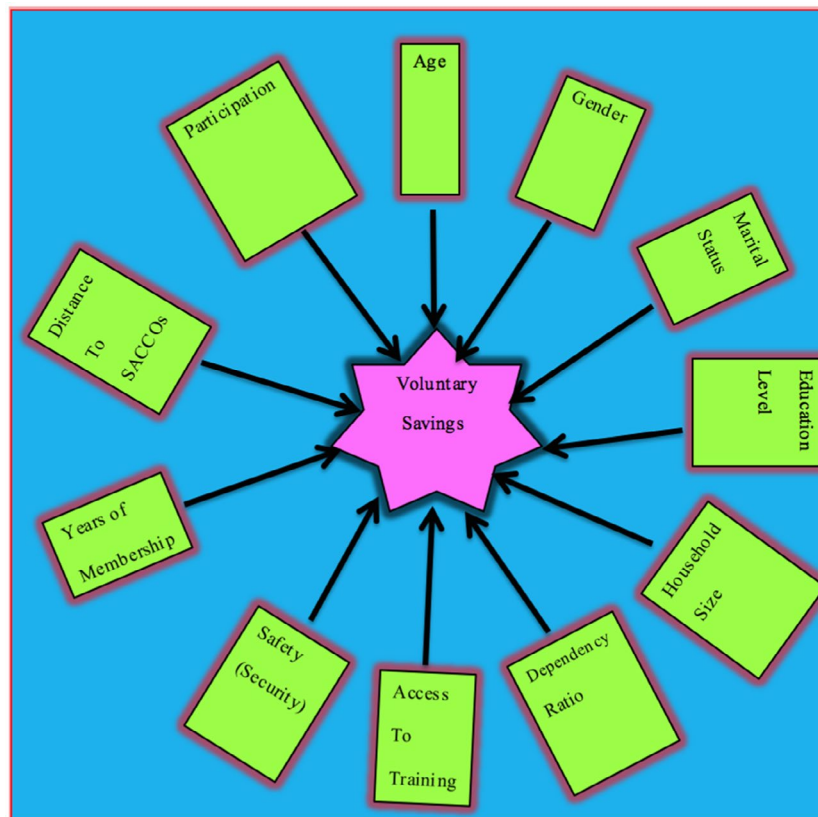 Age
Gender
Marital
Status
Education
Level
Household
Size
Dependency
Ratio
Access
To
Training
Safety
(Security)
Years of
Membership
Distance
To
SACCOs
Participation
Voluntary
Savings